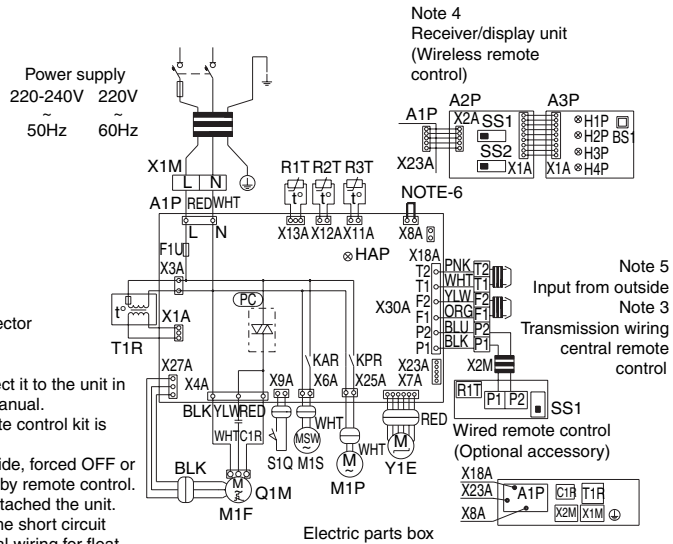 Note 4
Receiver/display unit
(Wireless remote
control)
Power supply
220-240V 220V
~ ~
50Hz 60Hz
A1P A2P A3P
X2A SS1 H1P BS1
H2P
SS2 H3P
X23A X1A X1A H4P
X1M L N
R1T R2T R3T
t° t° t°
NOTE-6
A1P RED WHT
X13A X12A X11A X8A
L N
HAP
X18A
F1U
X3A
PC
T2 PNK T2
T1 WHT T1
X30A F2 YLW F2
F1 ORG F1
P2 BLU P2
P1 BLK P1
Note 5
Input from outside
Note 3
Transmission wiring
central remote
control
t° X1A
T1R
ector
X27A X4A
KAR KPR
X9A X6A X25A X23A
X7A
X2M
R1T P1 P2 SS1
ect it to the unit in
anual.
te control kit is
ide, forced OFF or
by remote control.
ttached the unit.
ne short circuit
al wiring for float
BLK YLW RED
WHT C1R
WHT
WHT
RED
Wired remote control
(Optional accessory)
BLK
S1Q MSW
~ M1S
M
~
M1P
M
Y1E
M
~
Q1M
M1F
X18A
X23A A1P C1R T1R
X8A X2M X1M
Electric parts box